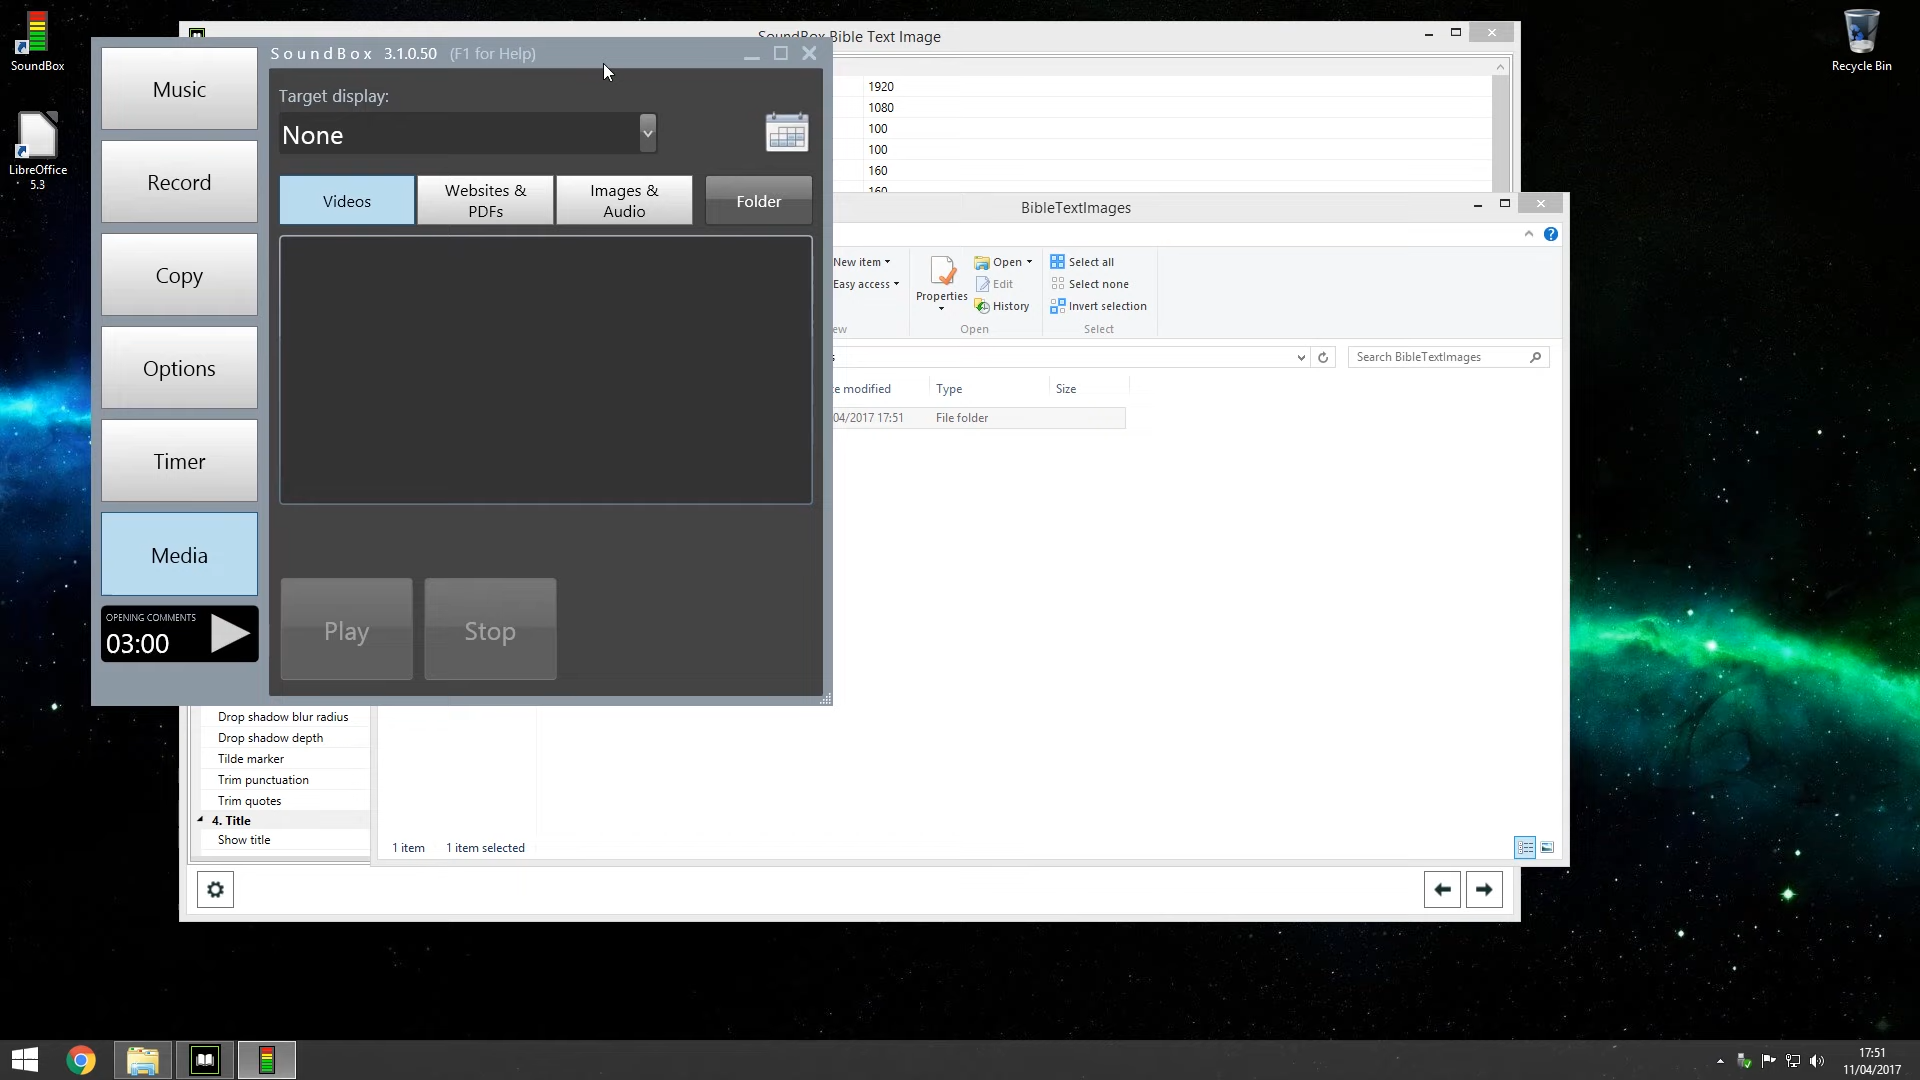 SoundBox
LibreOffice
5.3
Recycle Bin
SoundBox 3.1.0.50 (F1 for Help)
Music
Record
Copy
Options
Timer
Media
OPENING COMMENTS
03:00
Target display:
None
Videos
Websites &
PDFs
Images &
Audio
Folder
Play
Stop
Bible Text Image
1920
1080
100
100
160
160
BibleTextImages
New item
Easy access
Properties
Open
Edit
History
Open
Select all
Select none
Invert selection
Select
Search BibleTextImages
modified
Type
Size
04/2017 17:51
File folder
Drop shadow blur radius
Drop shadow depth
Tilde marker
Trim punctuation
Trim quotes
4. Title
Show title
1 item
1 item selected
17:51
11/04/2017